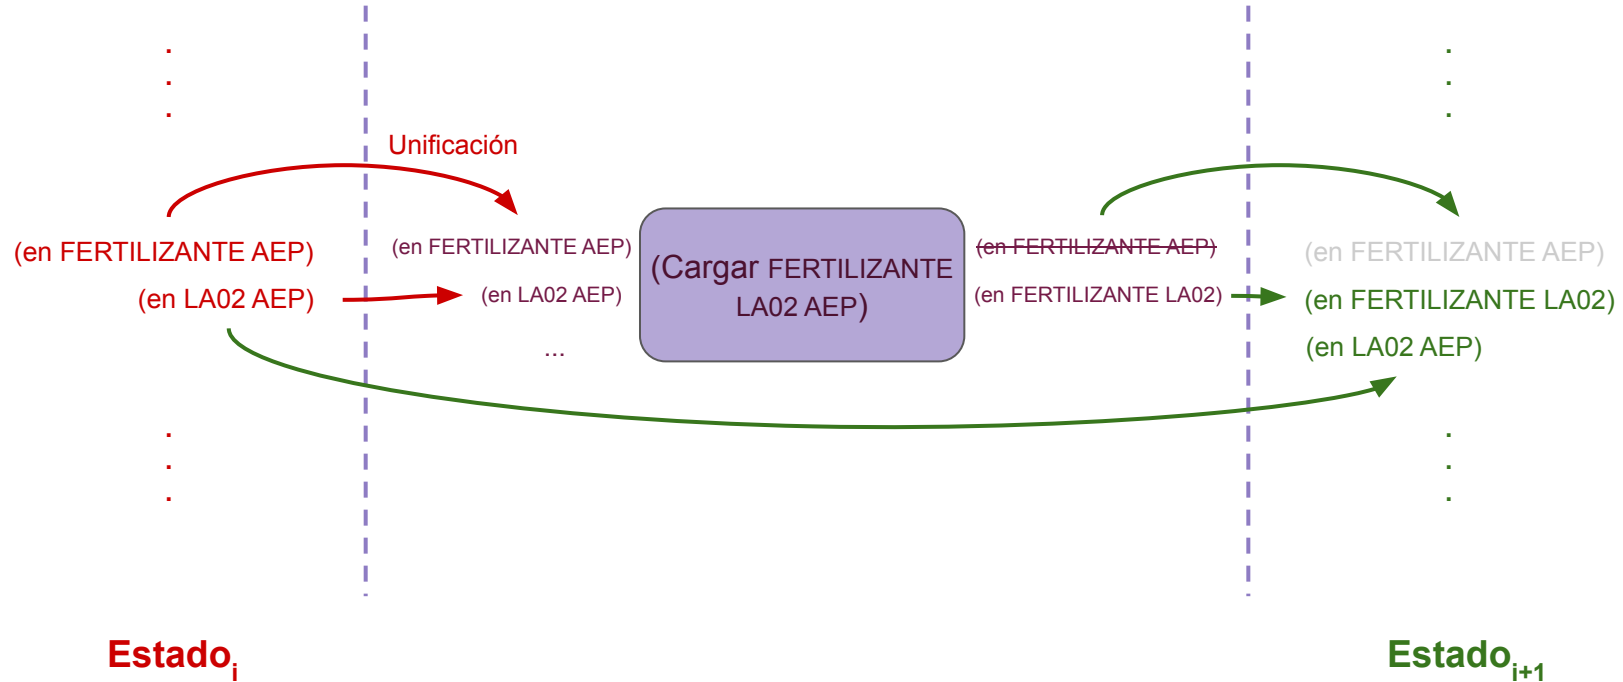 Unificación
(en FERTILIZANTE AEP)
(en LA02 AEP)
(en FERTILIZANTE AEP)
(en LA02 AEP)
...
(Cargar FERTILIZANTE
LA02 AEP)
(en FERTILIZANTE AEP)
(en FERTILIZANTE LA02)
(en FERTILIZANTE AEP)
(en FERTILIZANTE LA02)
(en LA02 AEP)
Estado i
Estado i+1